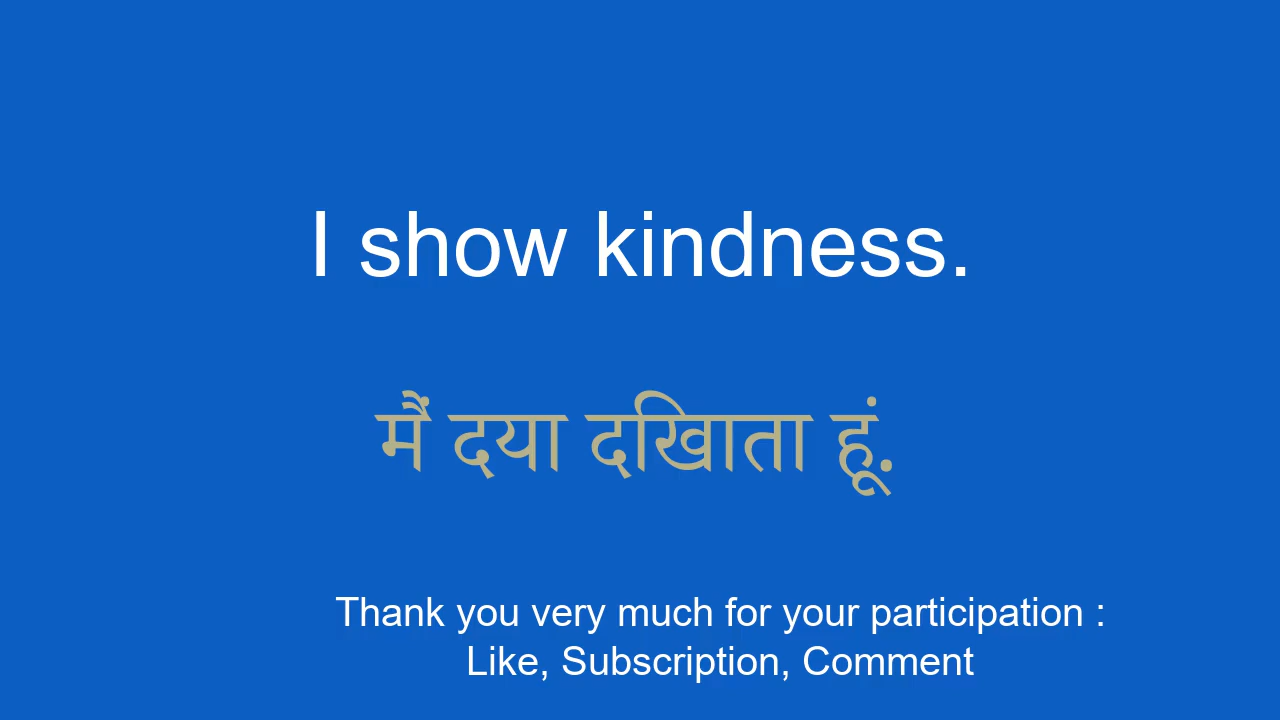 I show kindness.
मैं दया दिखाता हूं.
Thank you very much for your participation :
Like, Subscription, Comment